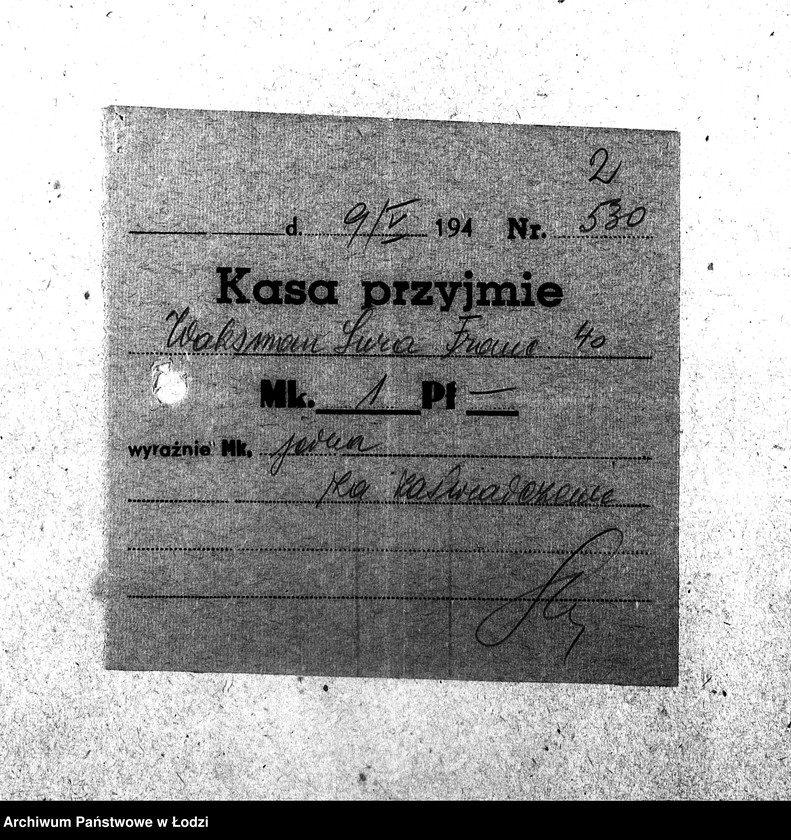 2
d. 9/V 194 Nr. 530
Kasa przyjmie
Waksman Sura Franc. 40
Mk. 1 Pf —
wyraźnie Mk. jedna
za zaświadczenie
Archiwum Państwowe w Łodzi